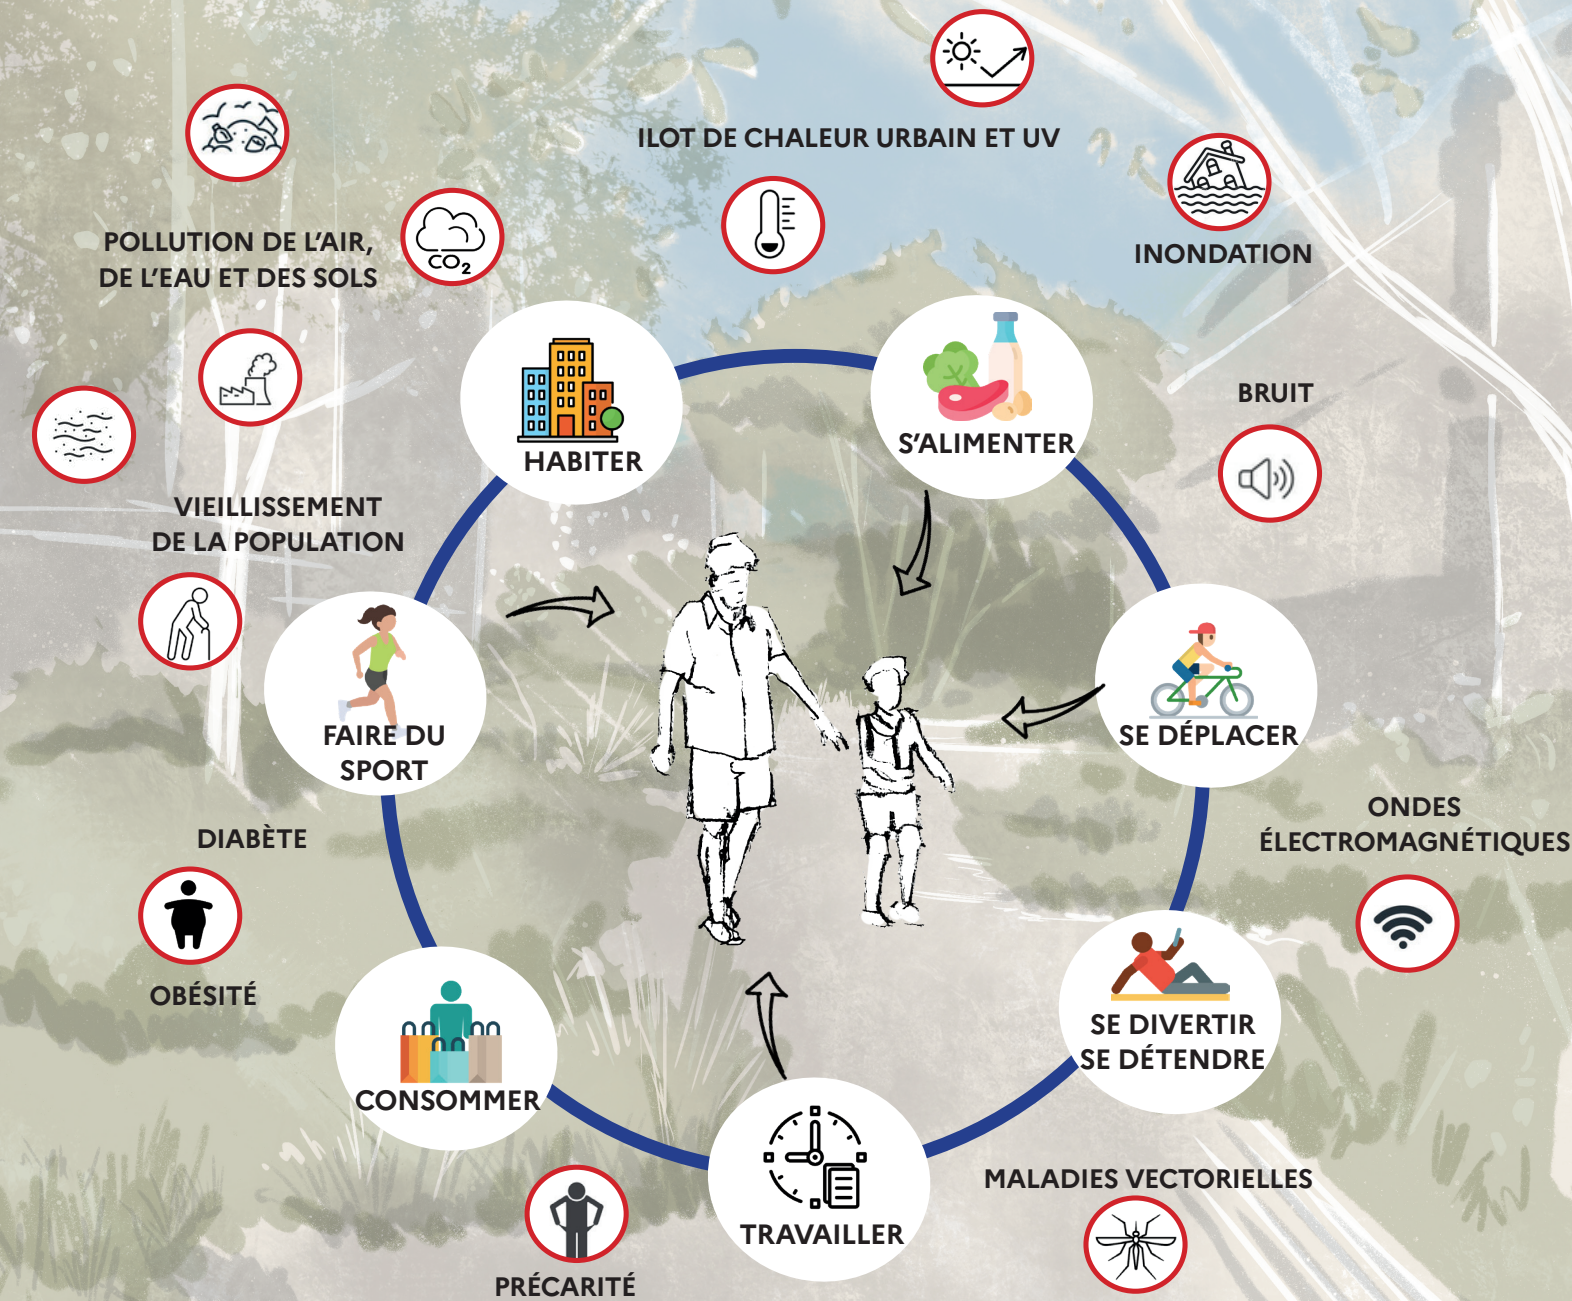 ILOT DE CHALEUR URBAIN ET UV
POLLUTION DE L'AIR,
DE L'EAU ET DES SOLS
CO₂
INONDATION
BRUIT
HABITER
S'ALIMENTER
VIEILLISSEMENT
DE LA POPULATION
FAIRE DU
SPORT
SE DÉPLACER
DIABÈTE
OBÉSITÉ
ONDES
ÉLECTROMAGNÉTIQUES
CONSOMMER
SE DIVERTIR
SE DÉTENDRE
TRAVAILLER
MALADIES VECTORIELLES
PRÉCARITÉ